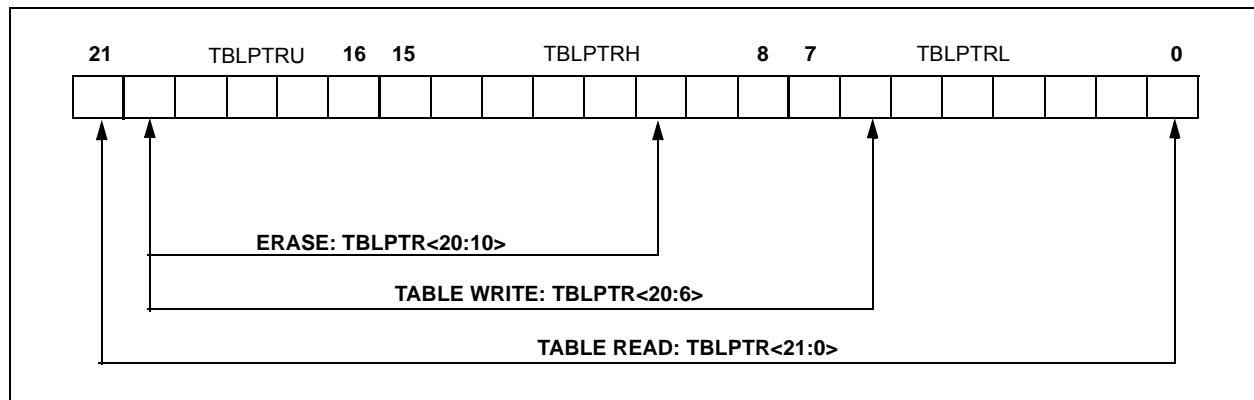 21 TBLPTRU 16 15 TBLPTRH 8 7 TBLPTRL 0
ERASE: TBLPTR<20:10>
TABLE WRITE: TBLPTR<20:6>
TABLE READ: TBLPTR<21:0>